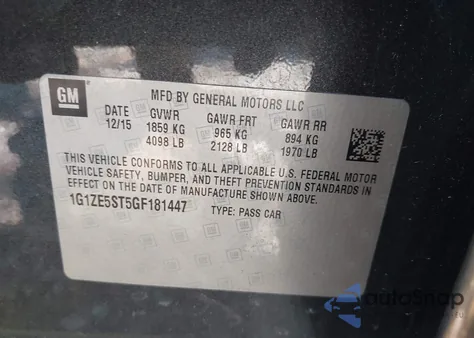 GM
MFD BY GENERAL MOTORS LLC
DATE GVWR GAWR FRT GAWR RR
12/15 1859 KG 965 KG 894 KG
4098 LB 2128 LB 1970 LB
THIS VEHICLE CONFORMS TO ALL APPLICABLE U.S. FEDERAL MOTOR
VEHICLE SAFETY, BUMPER, AND THEFT PREVENTION STANDARDS IN
EFFECT ON THE DATE OF MANUFACTURE SHOWN ABOVE.
1G1ZE5ST5GF181447 TYPE: PASS CAR
autoSnap